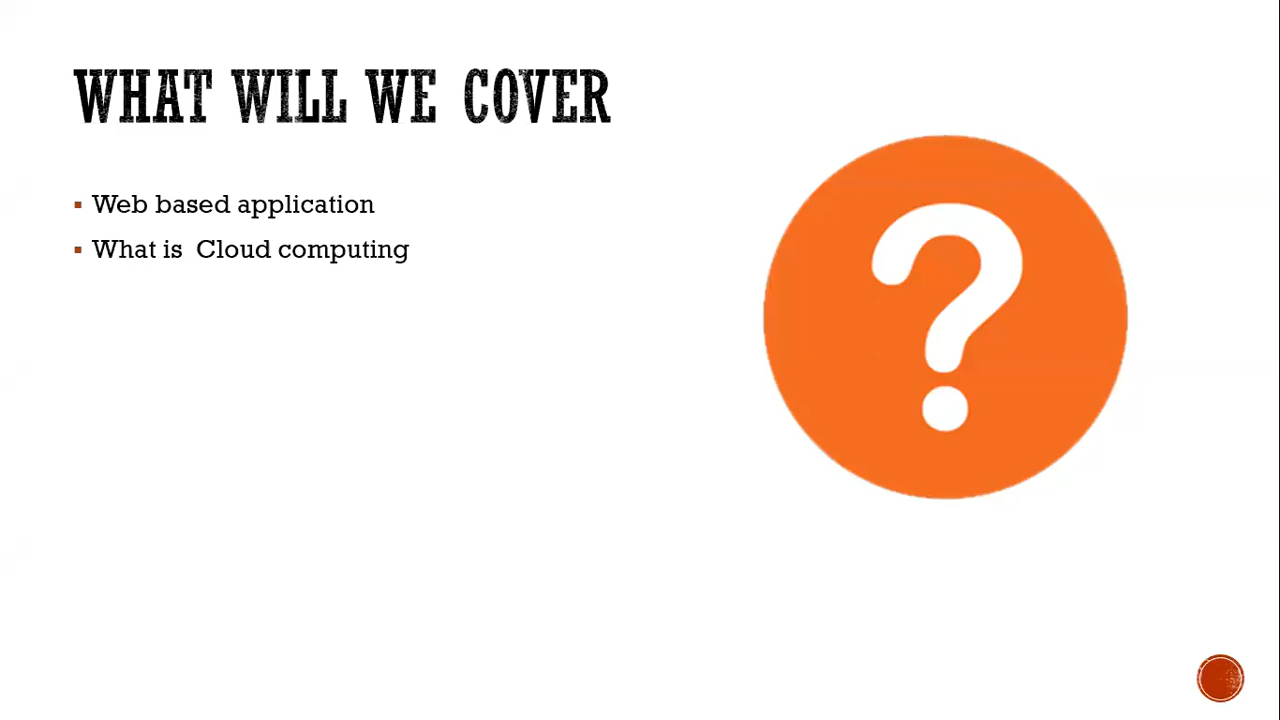 WHAT WILL WE COVER
▪ Web based application
▪ What is  Cloud computing
?